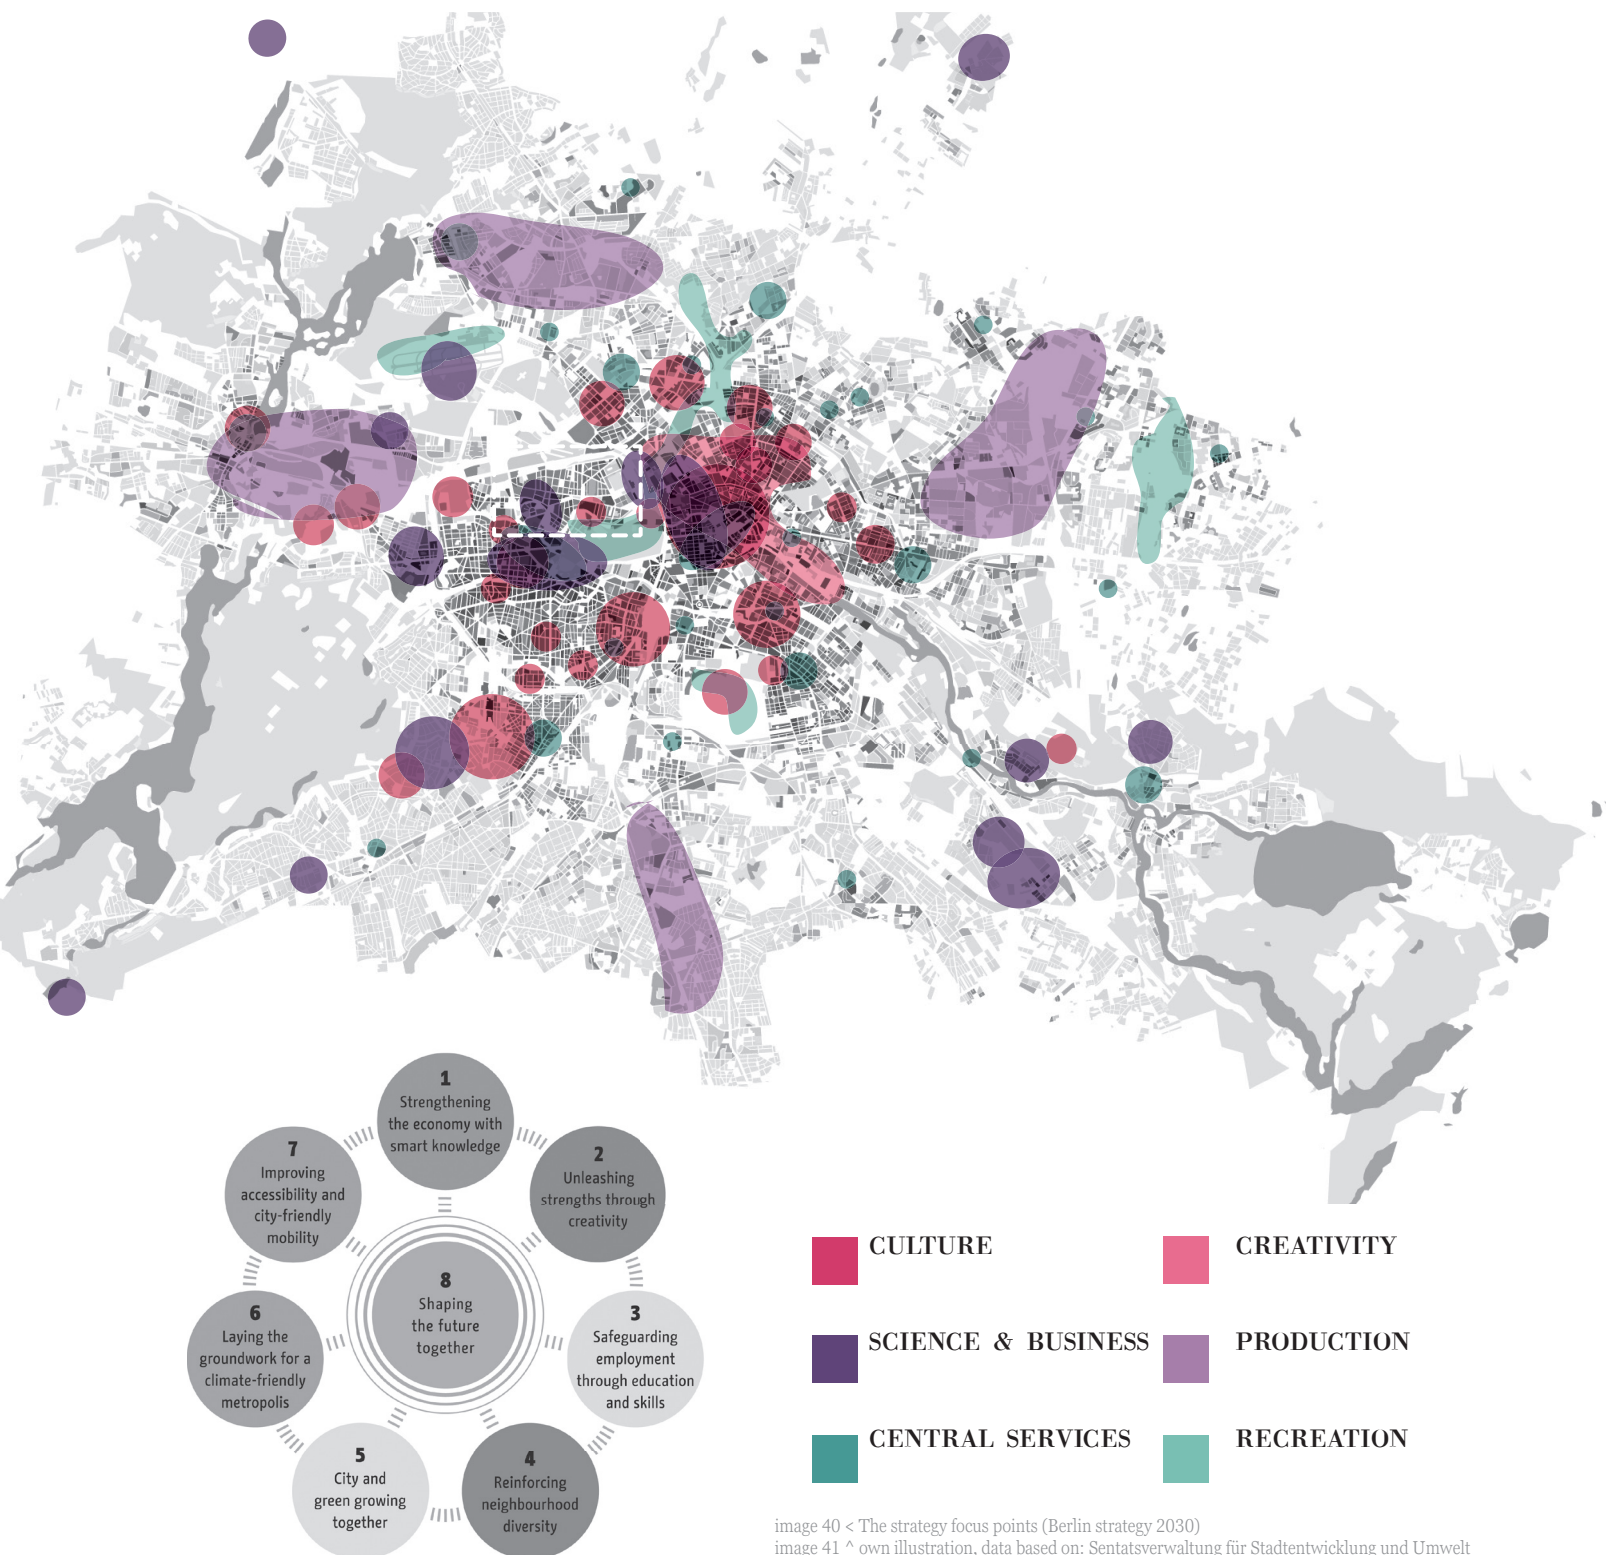 1
Strengthening
the economy with
smart knowledge
2
Unleashing
strengths through
creativity
3
Safeguarding
employment
through education
and skills
4
Reinforcing
neighbourhood
diversity
5
City and
green growing
together
6
Laying the
groundwork for a
climate-friendly
metropolis
7
Improving
accessibility and
city-friendly
mobility
8
Shaping
the future
together
CULTURE
CREATIVITY
SCIENCE & BUSINESS
PRODUCTION
CENTRAL SERVICES
RECREATION
image 40 < The strategy focus points (Berlin strategy 2030)
image 41 ^ own illustration, data based on: Sentatsverwaltung für Stadtentwicklung und Umwelt